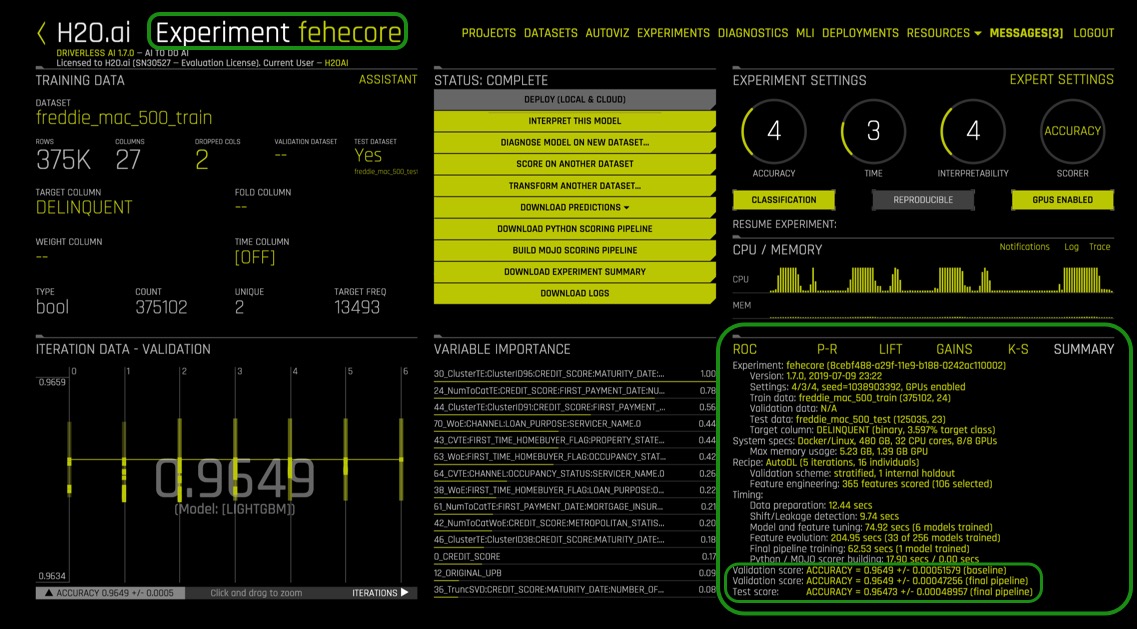 H2O.ai Experiment fehecore
DRIVERLESS AI 1.7.0 – AI TO DO AI
Licensed to H2O.ai (SN30527 – Evaluation License). Current User – H2OAI
PROJECTS DATASETS AUTOVIZ EXPERIMENTS DIAGNOSTICS MLI DEPLOYMENTS RESOURCES MESSAGES[3] LOGOUT
TRAINING DATA ASSISTANT
DATASET
freddie_mac_500_train
ROWS COLUMNS DROPPED COLS VALIDATION DATASET TEST DATASET
375K 27 2 -- Yes
freddie_mac_500_test
TARGET COLUMN FOLD COLUMN
DELINQUENT --
WEIGHT COLUMN TIME COLUMN
-- [OFF]
TYPE COUNT UNIQUE TARGET FREQ
bool 375102 2 13493
STATUS: COMPLETE
DEPLOY (LOCAL & CLOUD)
INTERPRET THIS MODEL
DIAGNOSE MODEL ON NEW DATASET...
SCORE ON ANOTHER DATASET
TRANSFORM ANOTHER DATASET...
DOWNLOAD PREDICTIONS
DOWNLOAD PYTHON SCORING PIPELINE
BUILD MOJO SCORING PIPELINE
DOWNLOAD EXPERIMENT SUMMARY
DOWNLOAD LOGS
EXPERIMENT SETTINGS EXPERT SETTINGS
4 3 4 ACCURACY
ACCURACY TIME INTERPRETABILITY SCORER
CLASSIFICATION REPRODUCIBLE GPUS ENABLED
RESUME EXPERIMENT:
CPU / MEMORY Notifications Log Trace
CPU
MEM
ITERATION DATA - VALIDATION
0 1 2 3 4 5 6
0.9659
0.9649
(Model: [LIGHTGBM])
0.9634
▲ ACCURACY 0.9649 +/- 0.0005 Click and drag to zoom ITERATIONS ▶
VARIABLE IMPORTANCE
30_ClusterTE:ClusterID96:CREDIT_SCORE:MATURITY_DATE:... 1.00
24_NumToCatTE:CREDIT_SCORE:FIRST_PAYMENT_DATE:NU... 0.78
44_ClusterTE:ClusterID91:CREDIT_SCORE:FIRST_PAYMENT_... 0.56
70_WoE:CHANNEL:LOAN_PURPOSE:SERVICER_NAME.0 0.44
43_CVTE:FIRST_TIME_HOMEBUYER_FLAG:PROPERTY_STATE... 0.44
63_WoE:FIRST_TIME_HOMEBUYER_FLAG:OCCUPANCY_STAT... 0.42
64_CVTE:CHANNEL:OCCUPANCY_STATUS:SERVICER_NAME.0 0.26
38_WoE:FIRST_TIME_HOMEBUYER_FLAG:LOAN_PURPOSE:O... 0.22
61_NumToCatTE:FIRST_PAYMENT_DATE:MORTGAGE_INSUR... 0.21
42_NumToCatWoE:CREDIT_SCORE:METROPOLITAN_STATIS... 0.20
46_ClusterTE:ClusterID38:CREDIT_SCORE:MATURITY_DATE:... 0.18
0_CREDIT_SCORE 0.17
12_ORIGINAL_UPB 0.09
36_TruncSVD:CREDIT_SCORE:MATURITY_DATE:NUMBER_OF... 0.08
ROC P-R LIFT GAINS K-S SUMMARY
Experiment: fehecore (8cebf488-a29f-11e9-b188-0242ac110002)
Version: 1.7.0, 2019-07-09 23:22
Settings: 4/3/4, seed=1038903392, GPUs enabled
Train data: freddie_mac_500_train (375102, 24)
Validation data: N/A
Test data: freddie_mac_500_test (125035, 23)
Target column: DELINQUENT (binary, 3.597% target class)
System specs: Docker/Linux, 480 GB, 32 CPU cores, 8/8 GPUs
Max memory usage: 5.23 GB, 1.39 GB GPU
Recipe: AutoDL (5 iterations, 16 individuals)
Validation scheme: stratified, 1 internal holdout
Feature engineering: 365 features scored (106 selected)
Timing:
Data preparation: 12.44 secs
Shift/Leakage detection: 9.74 secs
Model and feature tuning: 74.92 secs (6 models trained)
Feature evolution: 204.95 secs (33 of 256 models trained)
Final pipeline training: 62.53 secs (1 model trained)
Python / MOJO scorer building: 17.90 secs / 0.00 secs
Validation score: ACCURACY = 0.9649 +/- 0.00051579 (baseline)
Validation score: ACCURACY = 0.9649 +/- 0.00047256 (final pipeline)
Test score: ACCURACY = 0.96473 +/- 0.00048957 (final pipeline)